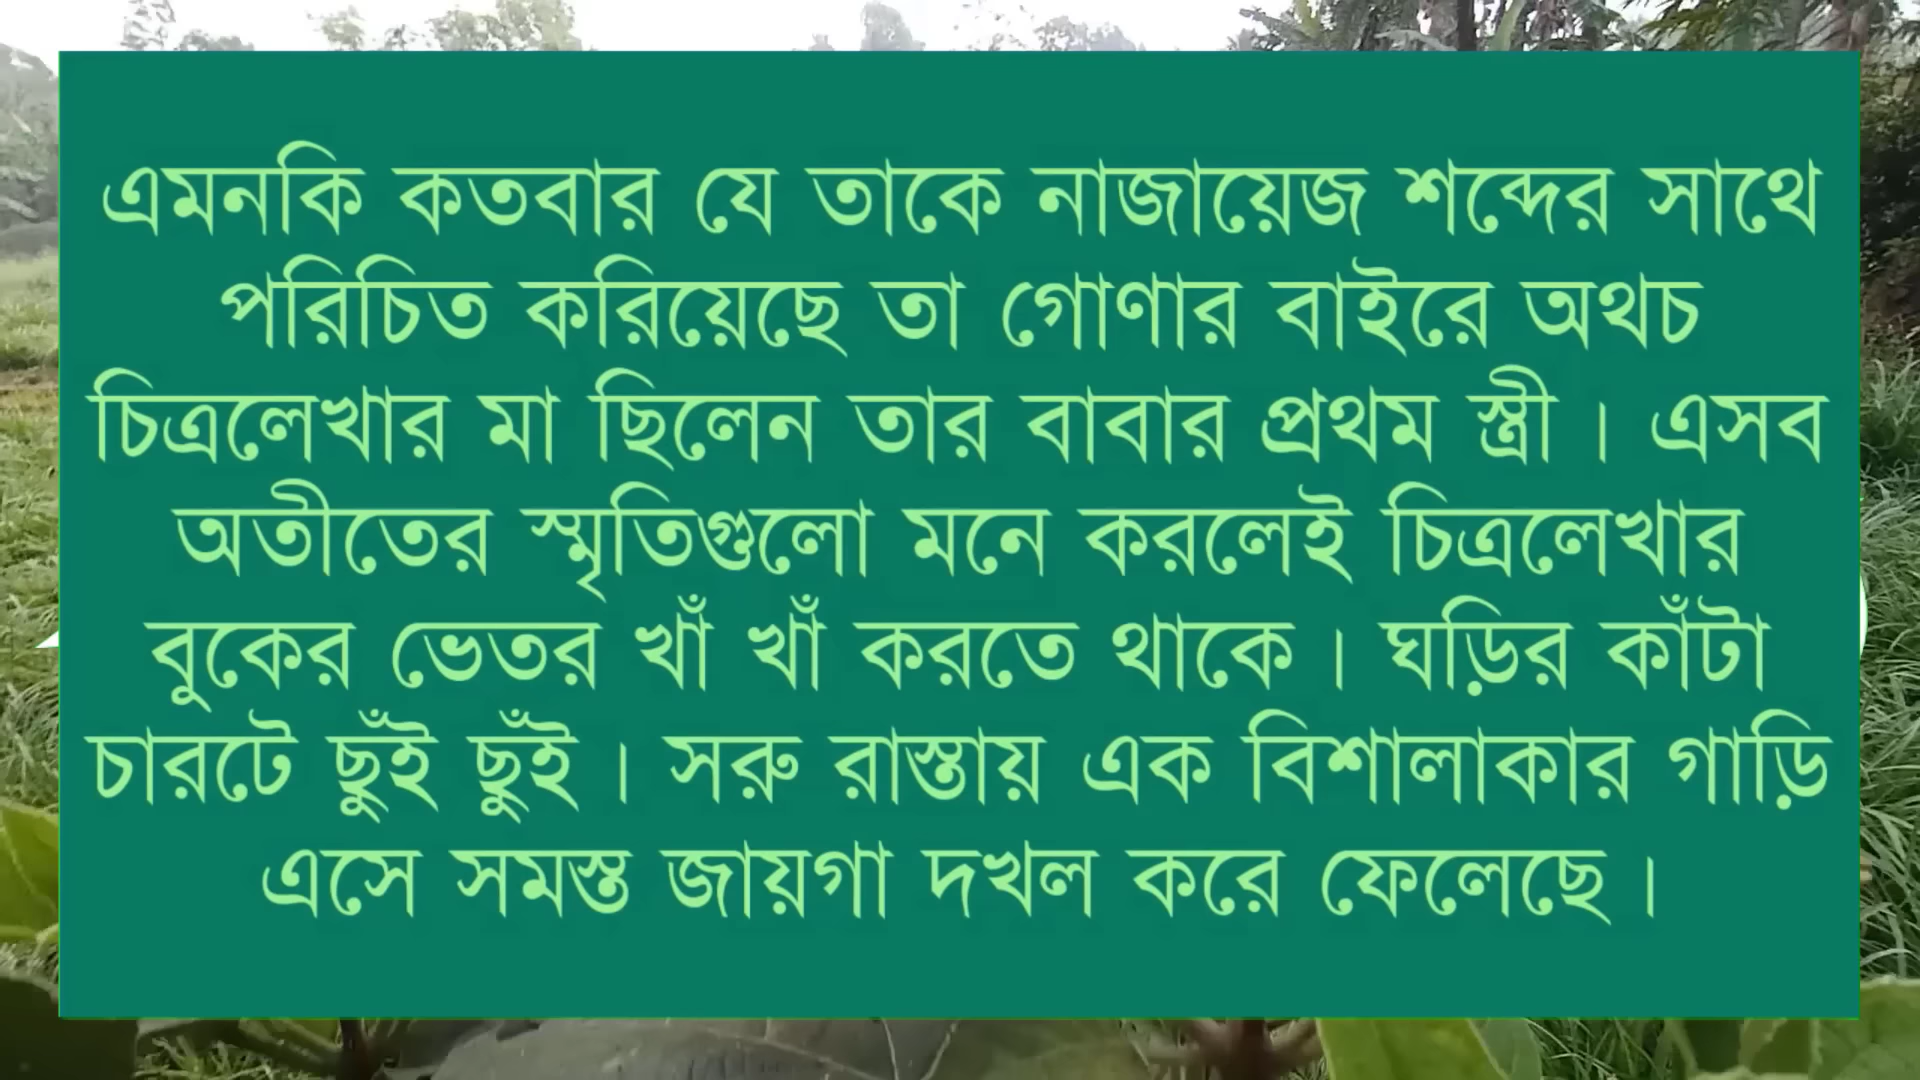 এমনকি কতবার যে তাকে নাজায়েজ শব্দের সাথে
পরিচিত করিয়েছে তা গোণার বাইরে অথচ
চিত্রলেখার মা ছিলেন তার বাবার প্রথম স্ত্রী। এসব
অতীতের স্মৃতিগুলো মনে করলেই চিত্রলেখার
বুকের ভেতর খাঁ খাঁ করতে থাকে। ঘড়ির কাঁটা
চারটে ছুঁই ছুঁই। সরু রাস্তায় এক বিশালাকার গাড়ি
এসে সমস্ত জায়গা দখল করে ফেলেছে।